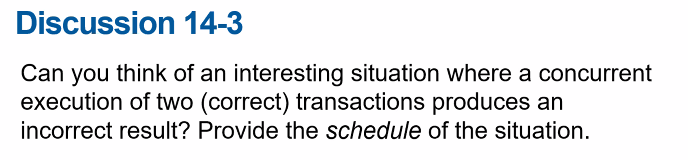 Discussion 14-3
Can you think of an interesting situation where a concurrent
execution of two (correct) transactions produces an
incorrect result? Provide the schedule of the situation.